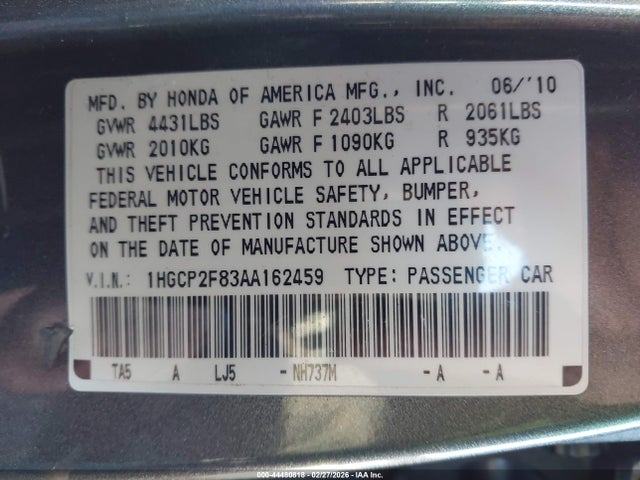 MFD. BY HONDA OF AMERICA MFG., INC. 06/'10
GVWR 4431LBS GAWR F 2403LBS R 2061LBS
GVWR 2010KG GAWR F 1090KG R 935KG
THIS VEHICLE CONFORMS TO ALL APPLICABLE
FEDERAL MOTOR VEHICLE SAFETY, BUMPER,
AND THEFT PREVENTION STANDARDS IN EFFECT
ON THE DATE OF MANUFACTURE SHOWN ABOVE.
V.I.N.: 1HGCP2F83AA162459 TYPE: PASSENGER CAR
TA5 A LJ5 -NH737M -A -A
000-44480818 - 02/27/2026 - IAA Inc.